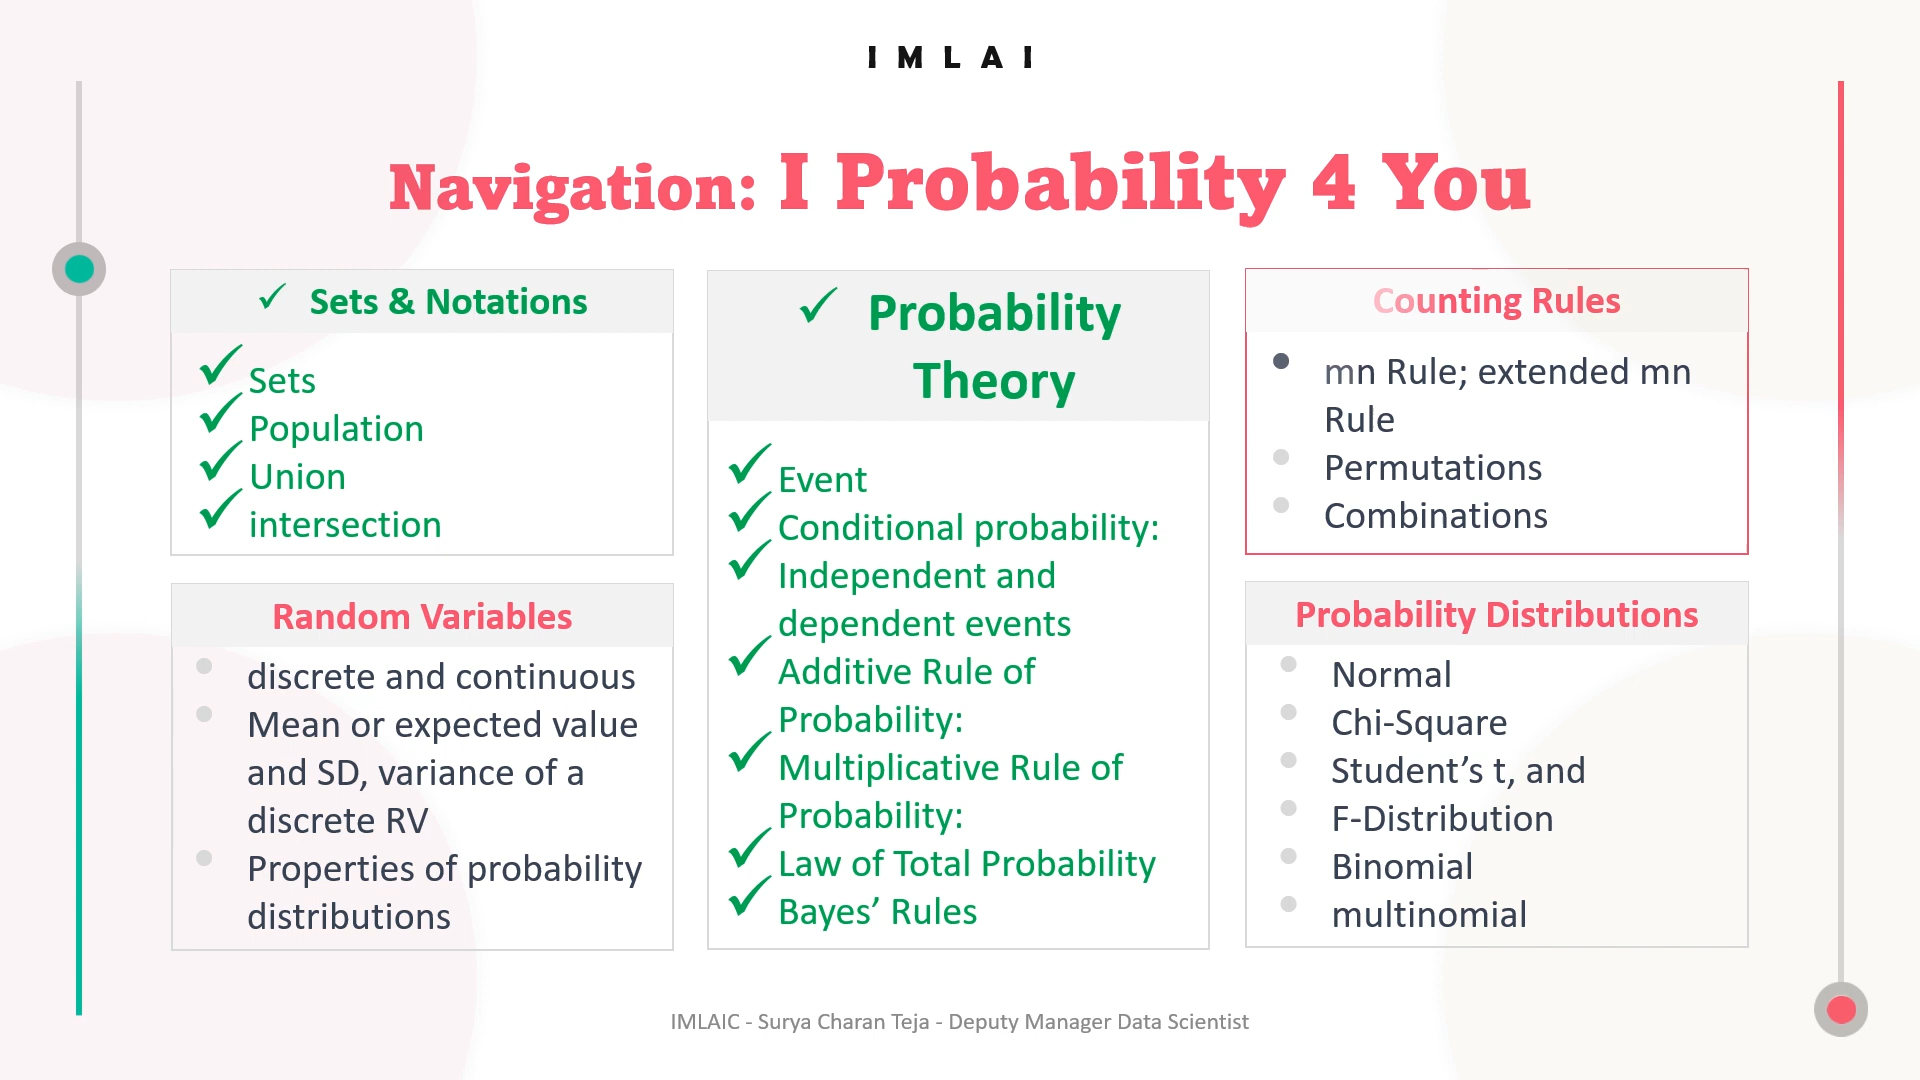 IMLAI
Navigation: I Probability 4 You
✓ Sets & Notations
✓ Sets
✓ Population
✓ Union
✓ intersection
Random Variables
• discrete and continuous
• Mean or expected value
and SD, variance of a
discrete RV
• Properties of probability
distributions
✓ Probability
Theory
✓ Event
✓ Conditional probability:
✓ Independent and
dependent events
✓ Additive Rule of
Probability:
✓ Multiplicative Rule of
Probability:
✓ Law of Total Probability
✓ Bayes’ Rules
Counting Rules
• mn Rule; extended mn
Rule
• Permutations
• Combinations
Probability Distributions
• Normal
• Chi-Square
• Student’s t, and
• F-Distribution
• Binomial
• multinomial
IMLAIC - Surya Charan Teja - Deputy Manager Data Scientist